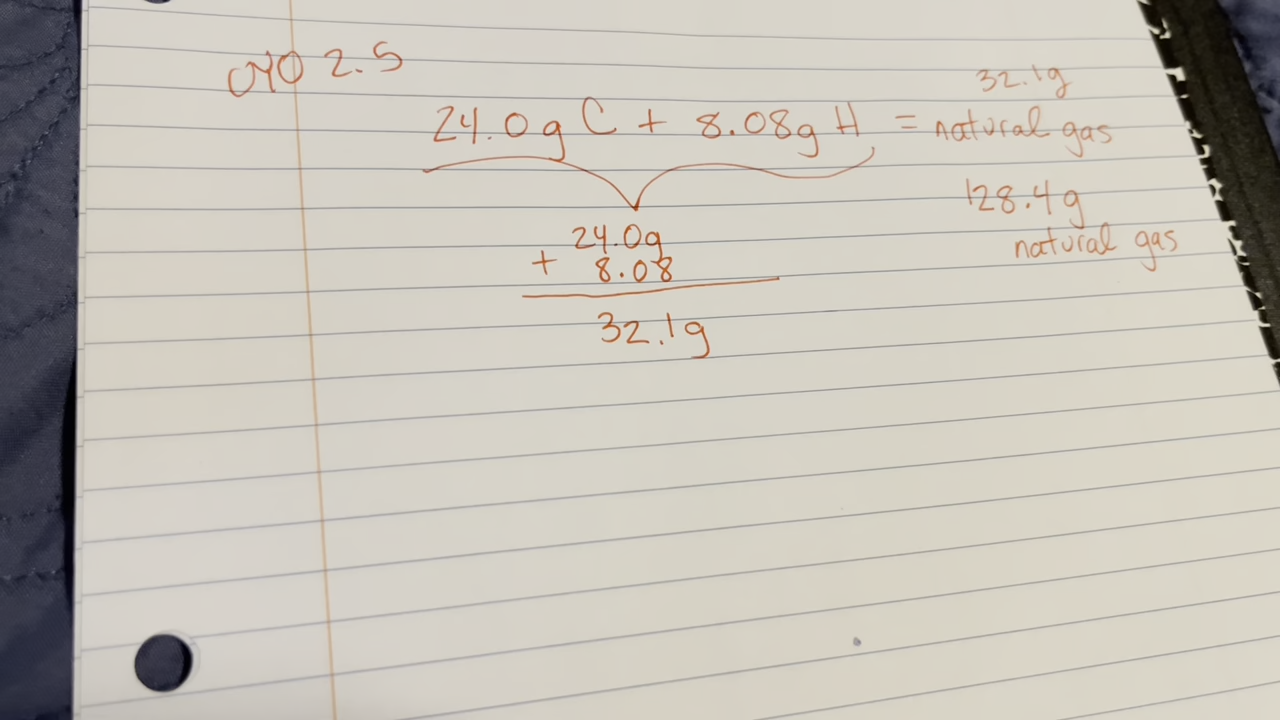 OYO 2.5
32.1g
24.0g C + 8.08g H = natural gas
128.4g
natural gas
24.0g
+ 8.08
32.1g